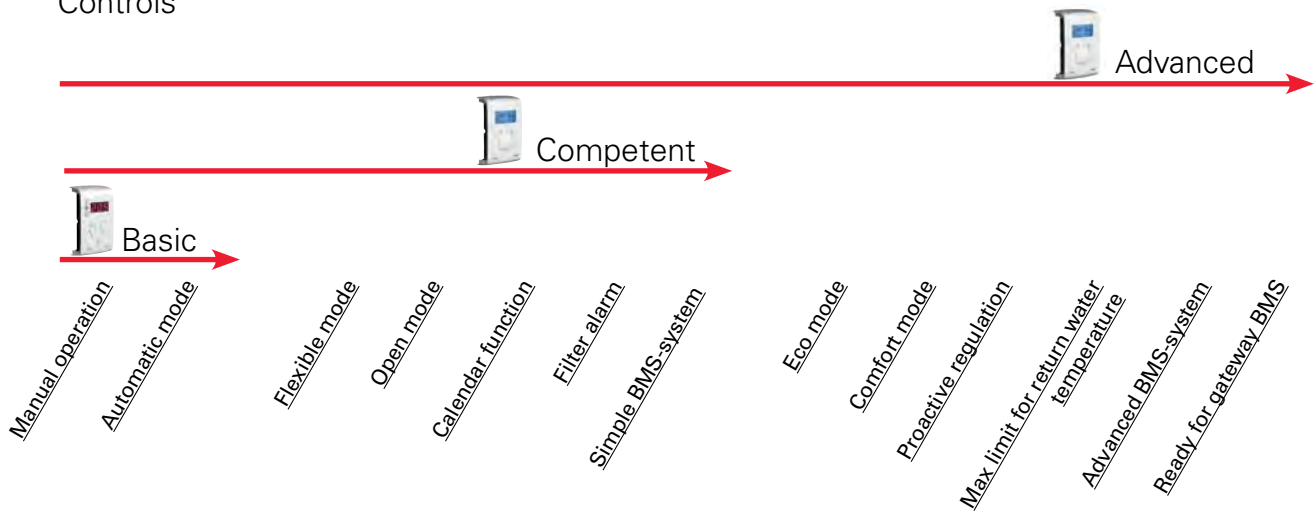 Controls
Advanced
Competent
Basic
Manual operation
Automatic mode
Flexible mode
Open mode
Calendar function
Filter alarm
Simple BMS-system
Eco mode
Comfort mode
Proactive regulation
Max limit for return water
temperature
Advanced BMS-system
Ready for gateway BMS